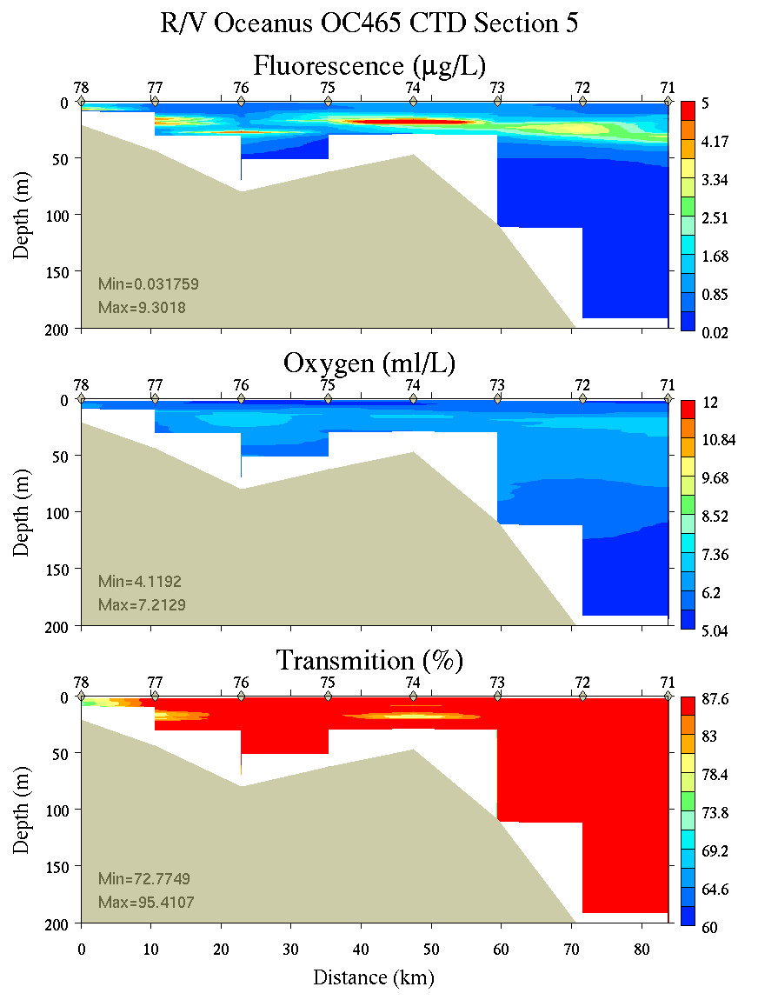 R/V Oceanus OC465 CTD Section 5
Fluorescence (µg/L)
78 77 76 75 74 73 72 71
0
50
100
150
200
Depth (m)
Min=0.031759
Max=9.3018
5
4.17
3.34
2.51
1.68
0.85
0.02
Oxygen (ml/L)
78 77 76 75 74 73 72 71
0
50
100
150
200
Depth (m)
Min=4.1192
Max=7.2129
12
10.84
9.68
8.52
7.36
6.2
5.04
Transmition (%)
78 77 76 75 74 73 72 71
0
50
100
150
200
Depth (m)
Min=72.7749
Max=95.4107
87.6
83
78.4
73.8
69.2
64.6
60
0 10 20 30 40 50 60 70 80
Distance (km)